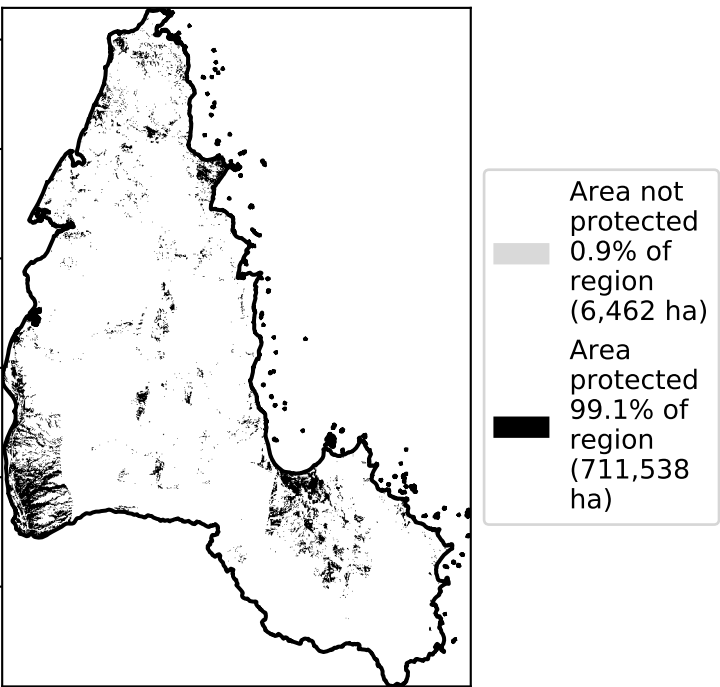 Area not
protected
0.9% of
region
(6,462 ha)
Area
protected
99.1% of
region
(711,538
ha)